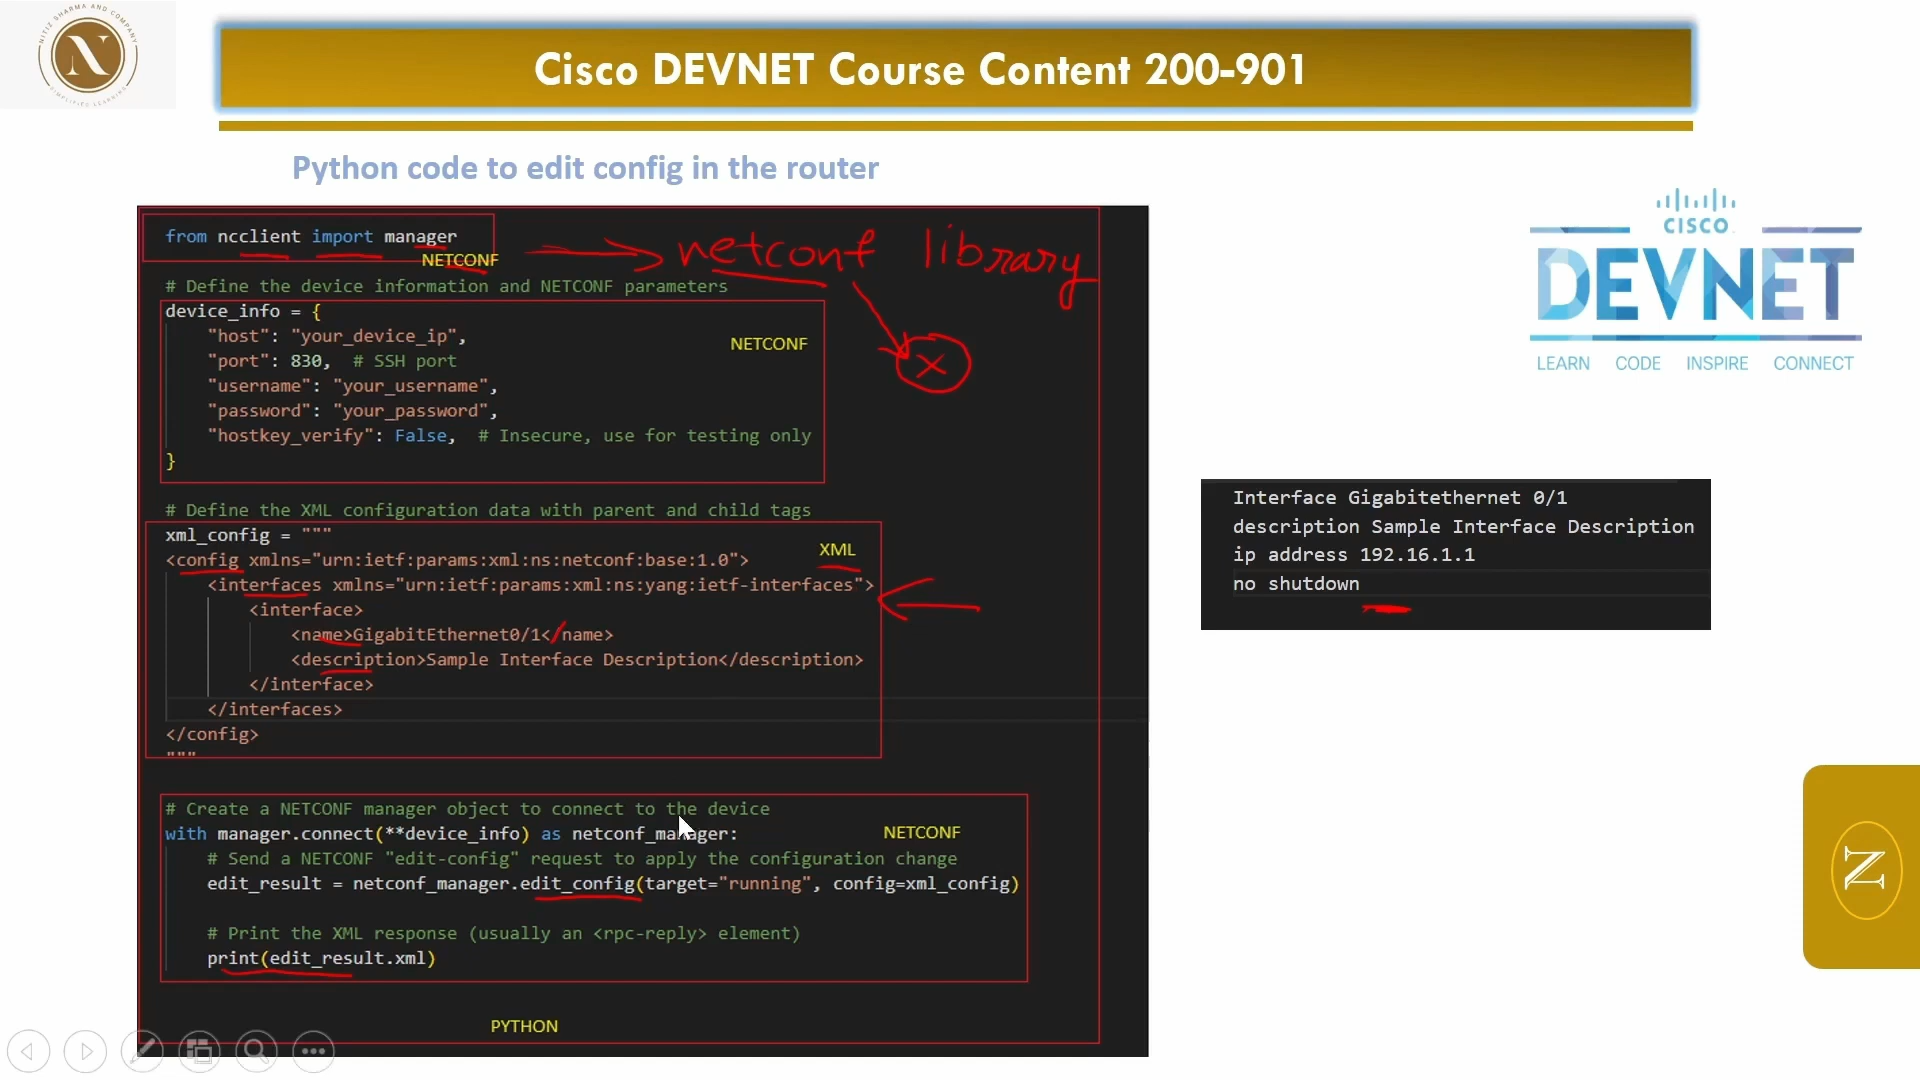 NITIZ SHARMA AND COMPANY
N
SIMPLIFIED LEARNING
Cisco DEVNET Course Content 200-901
Python code to edit config in the router
from ncclient import manager
NETCONF
netconf library
# Define the device information and NETCONF parameters
device_info = {
"host": "your_device_ip",
NETCONF
"port": 830, # SSH port
"username": "your_username",
"password": "your_password",
"hostkey_verify": False, # Insecure, use for testing only
}
X
# Define the XML configuration data with parent and child tags
xml_config = """
XML
<config xmlns="urn:ietf:params:xml:ns:netconf:base:1.0">
<interfaces xmlns="urn:ietf:params:xml:ns:yang:ietf-interfaces">
<interface>
<name>GigabitEthernet0/1</name>
<description>Sample Interface Description</description>
</interface>
</interfaces>
</config>
"""
# Create a NETCONF manager object to connect to the device
with manager.connect(**device_info) as netconf_manager:
NETCONF
# Send a NETCONF "edit-config" request to apply the configuration change
edit_result = netconf_manager.edit_config(target="running", config=xml_config)
# Print the XML response (usually an <rpc-reply> element)
print(edit_result.xml)
PYTHON
CISCO
DEVNET
LEARN CODE INSPIRE CONNECT
Interface Gigabitethernet 0/1
description Sample Interface Description
ip address 192.16.1.1
no shutdown
N